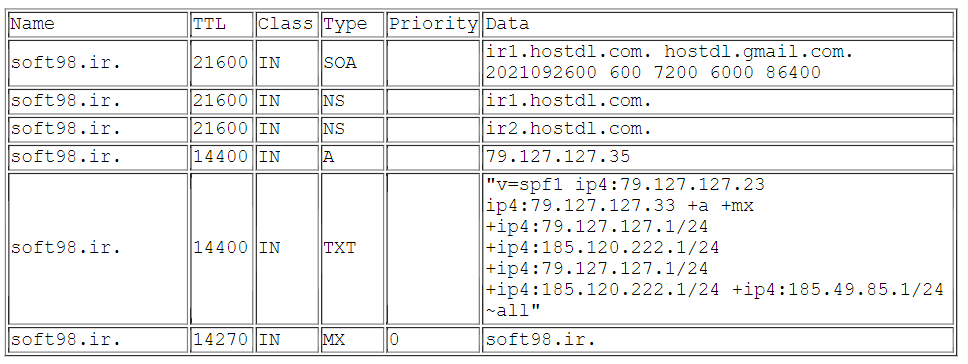 Name TTL Class Type Priority Data
soft98.ir. 21600 IN SOA ir1.hostdl.com. hostdl.gmail.com.
2021092600 600 7200 6000 86400
soft98.ir. 21600 IN NS ir1.hostdl.com.
soft98.ir. 21600 IN NS ir2.hostdl.com.
soft98.ir. 14400 IN A 79.127.127.35
soft98.ir. 14400 IN TXT "v=spf1 ip4:79.127.127.23
ip4:79.127.127.33 +a +mx
+ip4:79.127.127.1/24
+ip4:185.120.222.1/24
+ip4:79.127.127.1/24
+ip4:185.120.222.1/24 +ip4:185.49.85.1/24
~all"
soft98.ir. 14270 IN MX 0 soft98.ir.